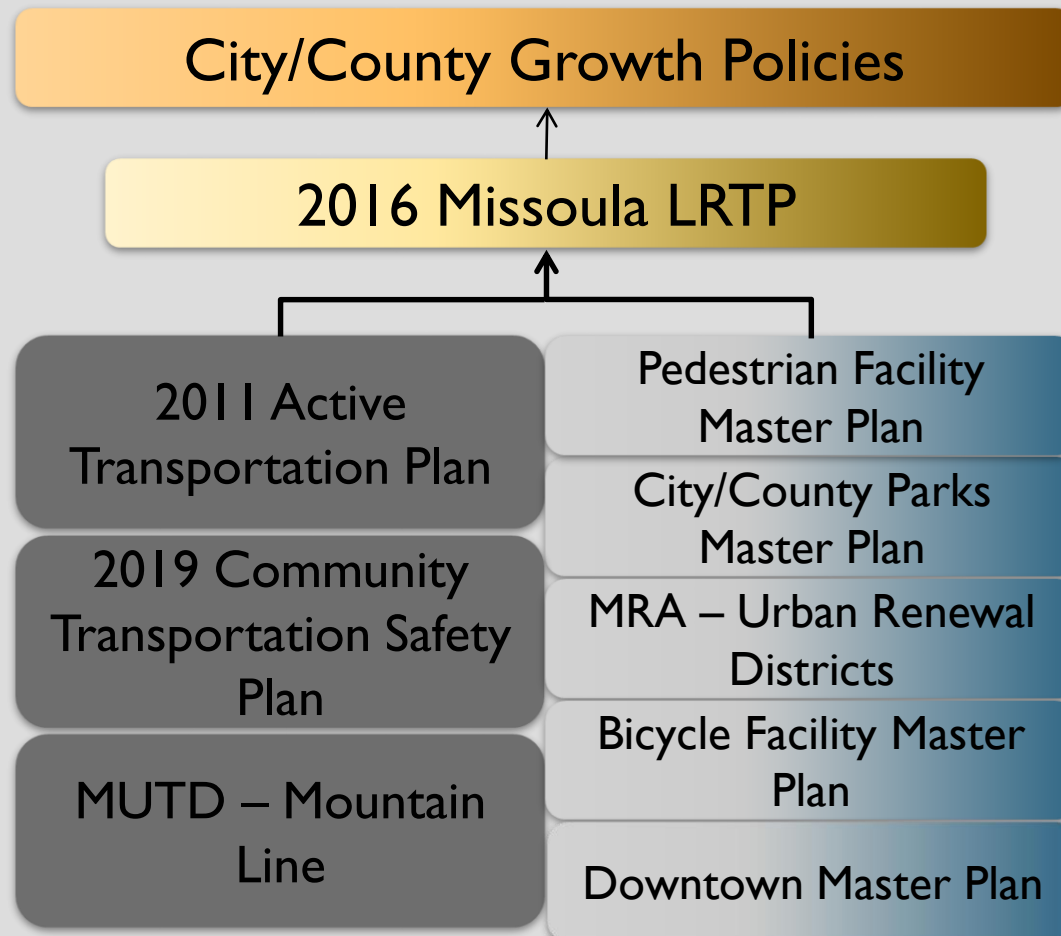 City/County Growth Policies
2016 Missoula LRTP
2011 Active
Transportation Plan
2019 Community
Transportation Safety
Plan
MUTD – Mountain
Line
Pedestrian Facility
Master Plan
City/County Parks
Master Plan
MRA – Urban Renewal
Districts
Bicycle Facility Master
Plan
Downtown Master Plan